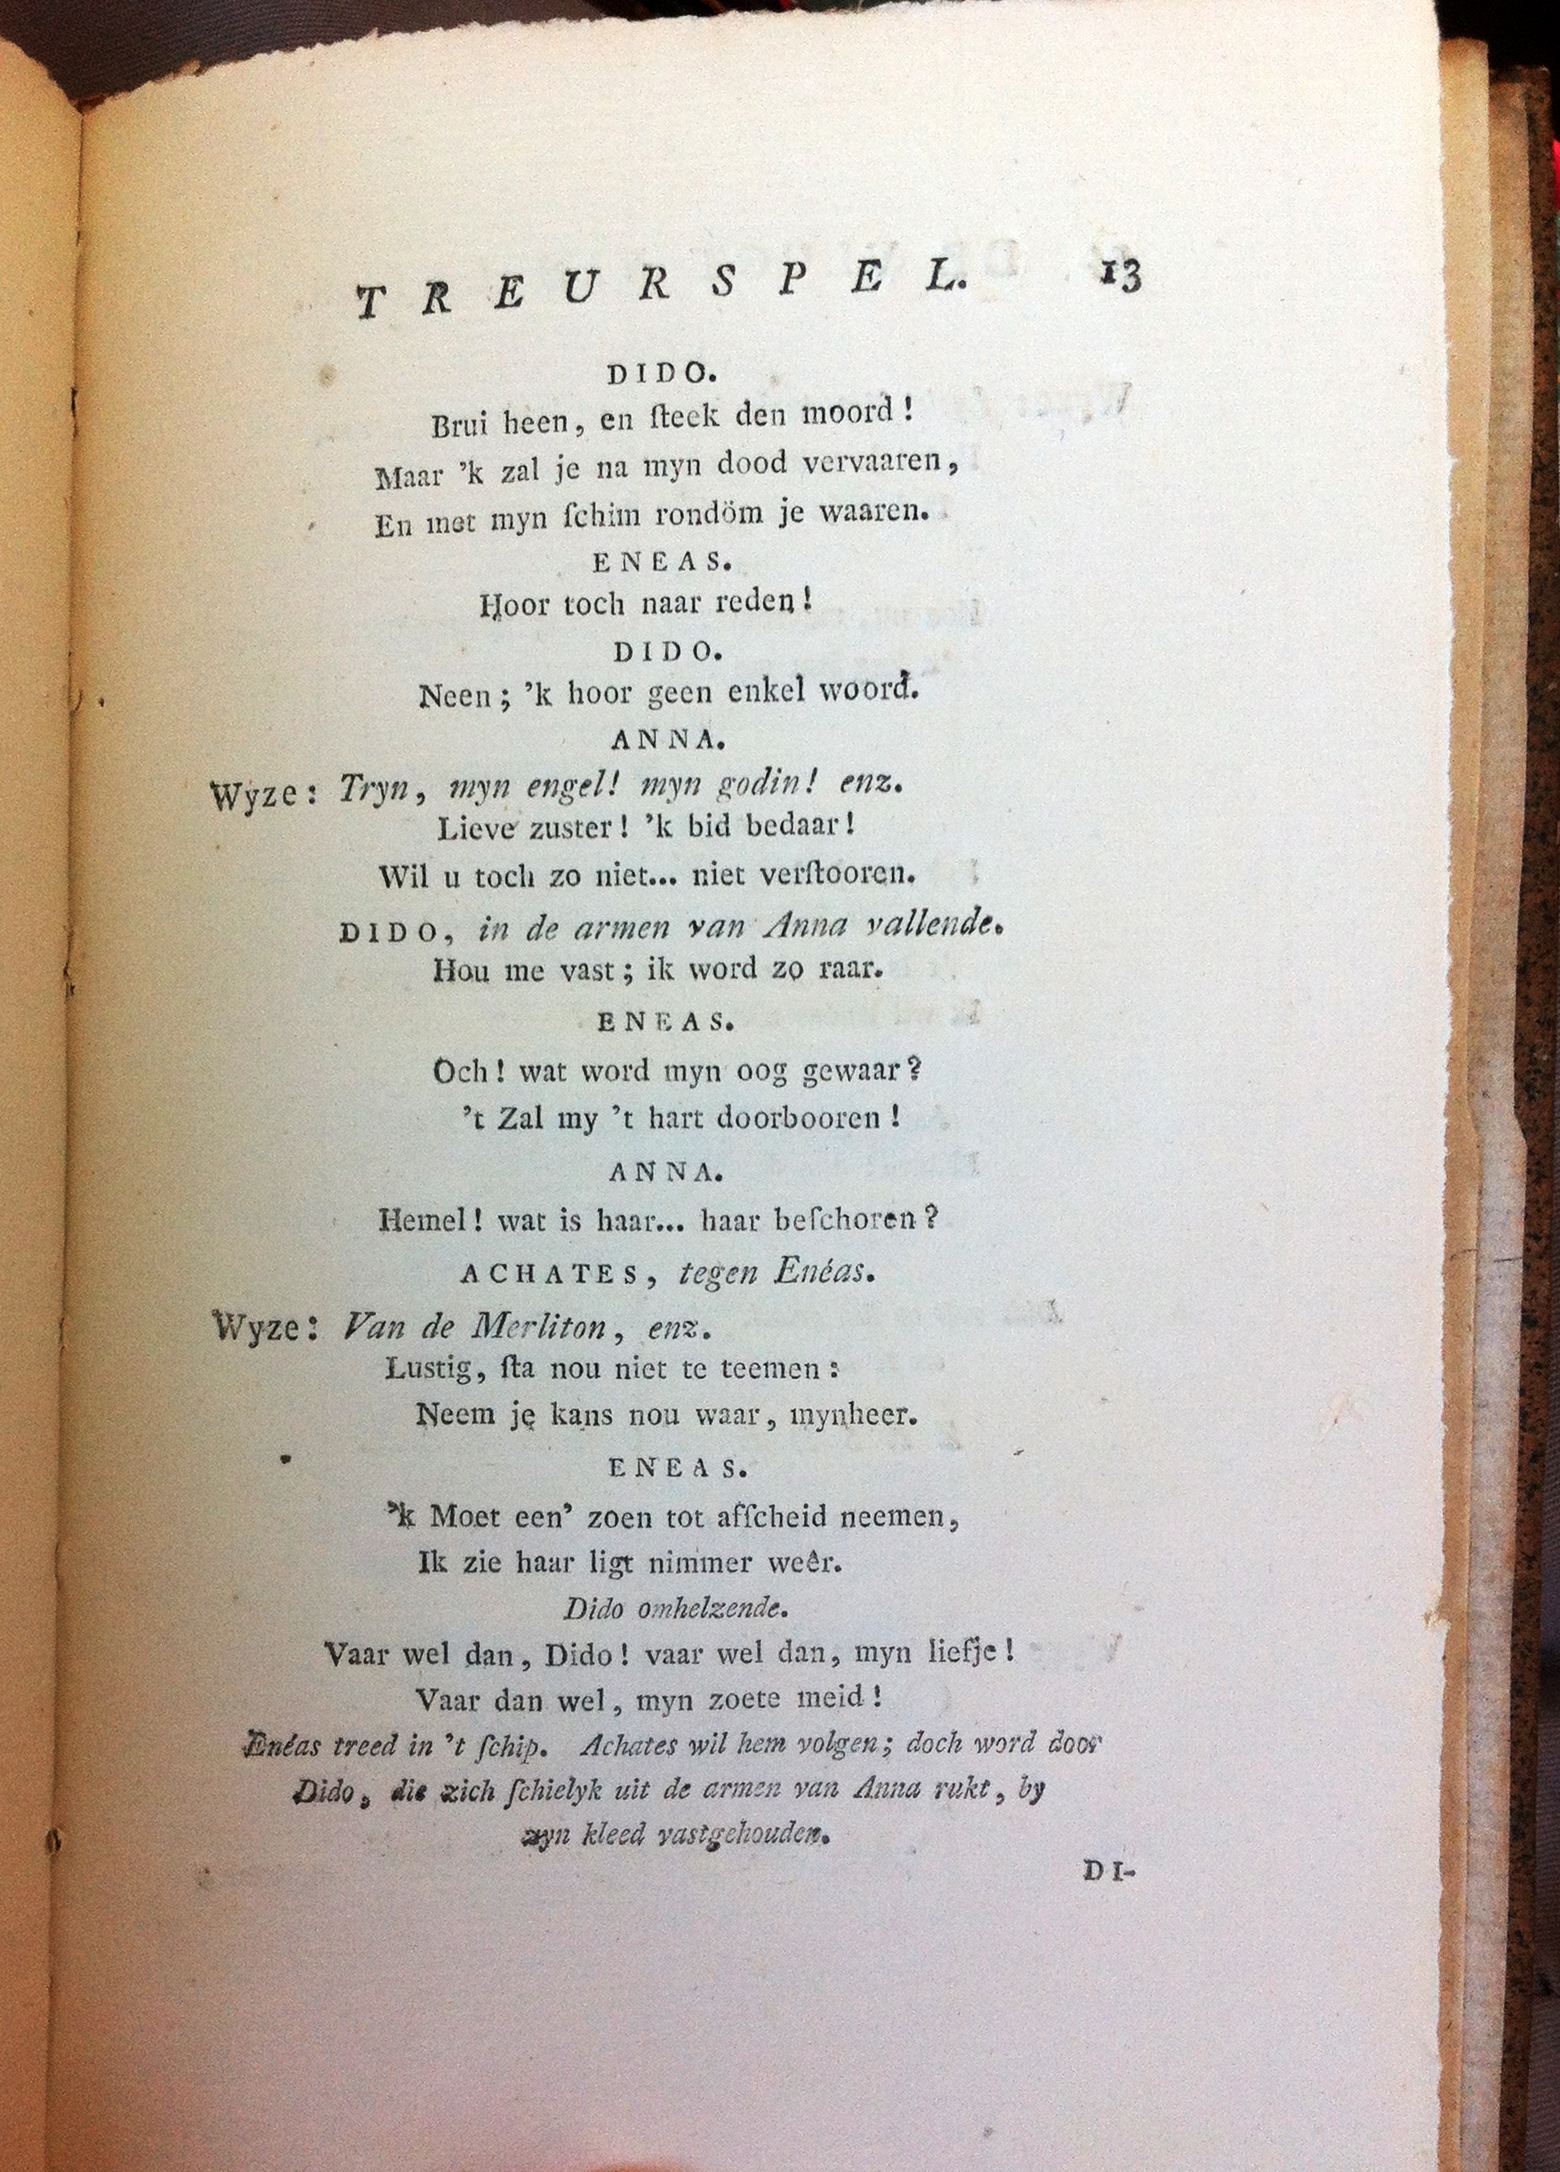 TREURSPEL. 13
DIDO.
Brui heen, en ſteek den moord!
Maar 'k zal je na myn dood vervaaren,
En met myn ſchim rondöm je waaren.
ENEAS.
Hoor toch naar reden!
DIDO.
Neen; 'k hoor geen enkel woord.
ANNA.
Wyze: Tryn, myn engel! myn godin! enz.
Lieve zuster! 'k bid bedaar!
Wil u toch zo niet... niet verſtooren.
DIDO, in de armen van Anna vallende.
Hou me vast; ik word zo raar.
ENEAS.
Och! wat word myn oog gewaar?
't Zal my 't hart doorbooren!
ANNA.
Hemel! wat is haar... haar beſchoren?
ACHATES, tegen Enéas.
Wyze: Van de Merliton, enz.
Lustig, ſta nou niet te teemen:
Neem je kans nou waar, mynheer.
ENEAS.
'k Moet een' zoen tot afſcheid neemen,
Ik zie haar ligt nimmer weêr.
Dido omhelzende.
Vaar wel dan, Dido! vaar wel dan, myn liefje!
Vaar dan wel, myn zoete meid!
Enéas treed in 't ſchip. Achates wil hem volgen; doch word door
Dido, die zich ſchielyk uit de armen van Anna rukt, by
zyn kleed vastgehouden.
DI-